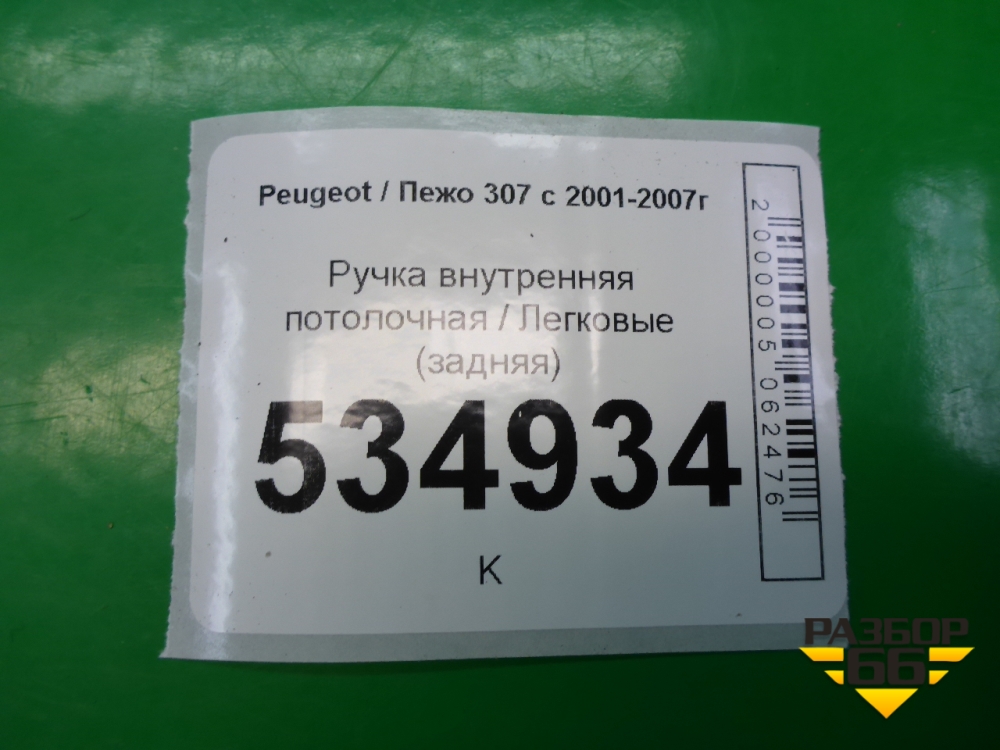 Peugeot / Пежо 307 с 2001-2007г
Ручка внутренняя
потолочная / Легковые
(задняя)
534934
К
2000005062476
РАЗБОР
66